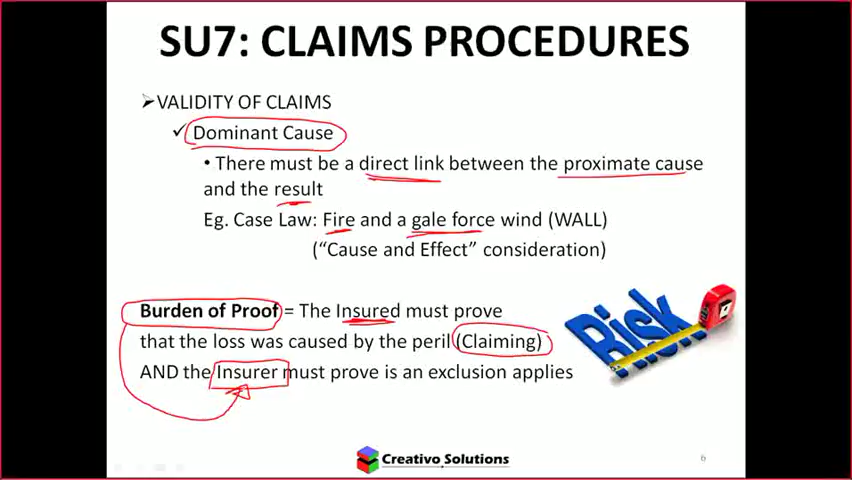 SU7: CLAIMS PROCEDURES
➢VALIDITY OF CLAIMS
✓ Dominant Cause
• There must be a direct link between the proximate cause
and the result
Eg. Case Law: Fire and a gale force wind (WALL)
("Cause and Effect" consideration)
Burden of Proof = The Insured must prove
that the loss was caused by the peril (Claiming)
AND the Insurer must prove is an exclusion applies
Risk
Creativo Solutions
6